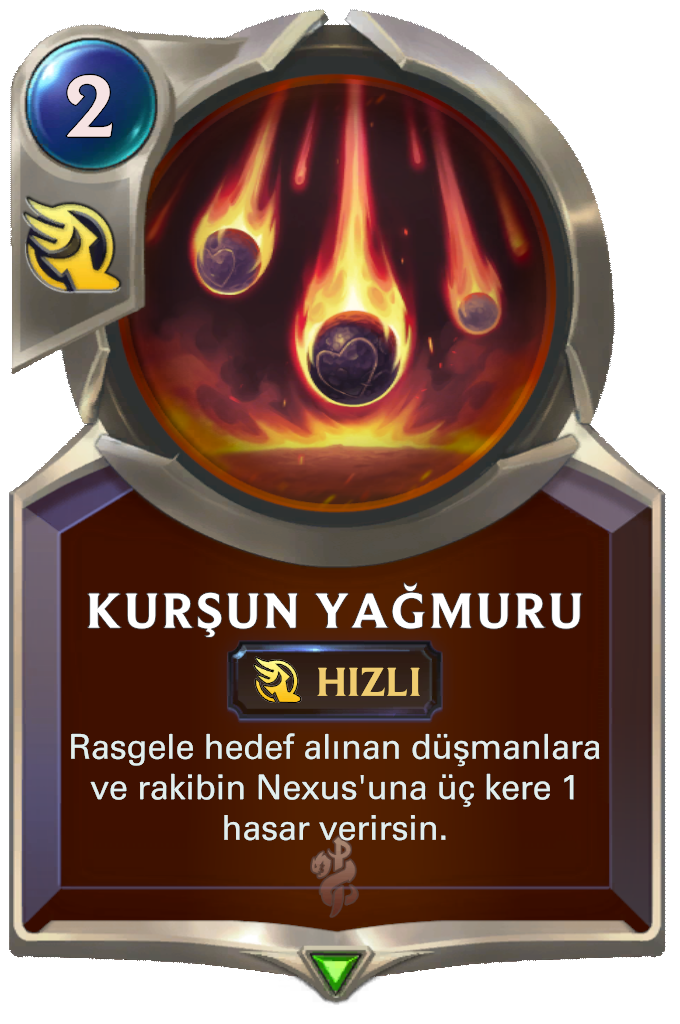 2
KURŞUN YAĞMURU
HIZLI
Rasgele hedef alınan düşmanlara
ve rakibin Nexus'una üç kere 1
hasar verirsin.